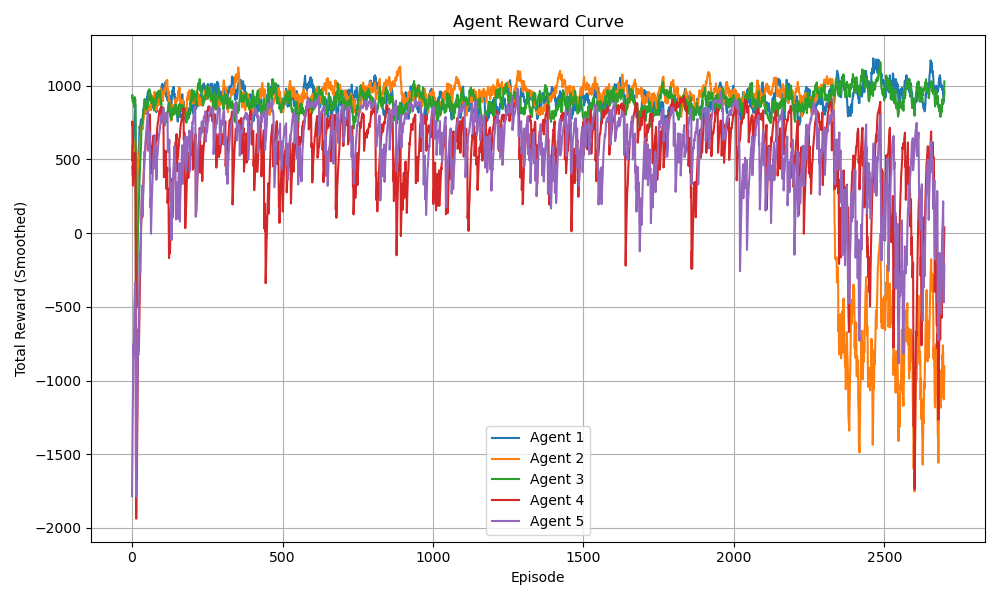 Agent Reward Curve
Total Reward (Smoothed)
1000
500
0
−500
−1000
−1500
−2000
Agent 1
Agent 2
Agent 3
Agent 4
Agent 5
0 500 1000 1500 2000 2500
Episode